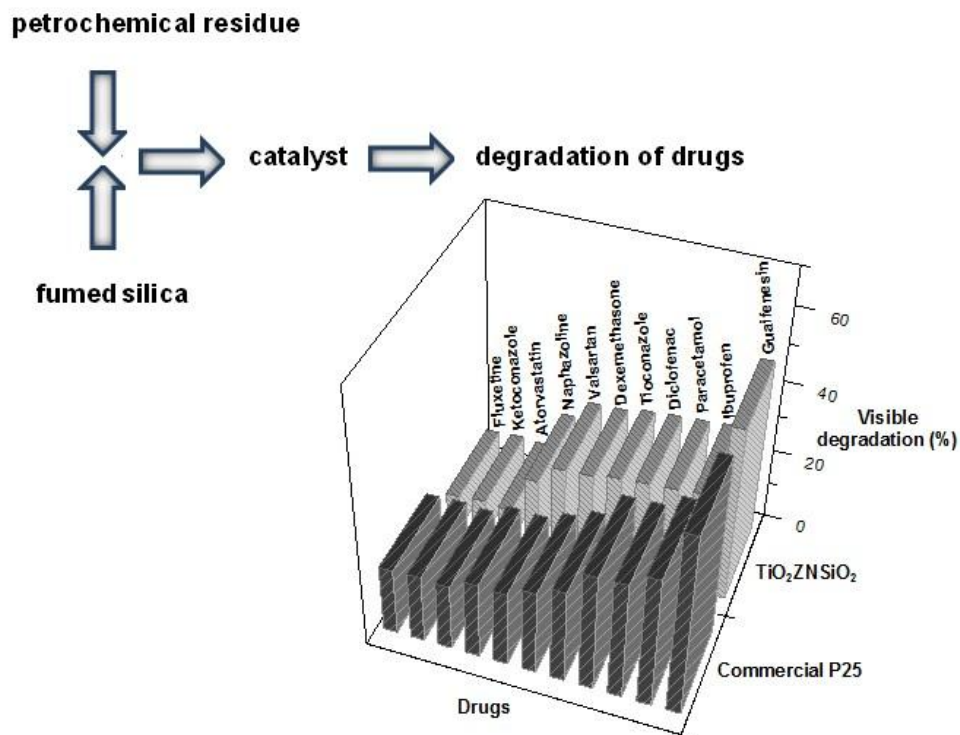 petrochemical residue
catalyst
degradation of drugs
fumed silica
Fluxetine
Ketoconazole
Atorvastatin
Naphazoline
Valsartan
Dexemethasone
Tioconazole
Diclofenac
Paracetamol
Ibuprofen
Guaifenesin
60
40
20
0
Visible
degradation (%)
TiO₂ZNSiO₂
Commercial P25
Drugs